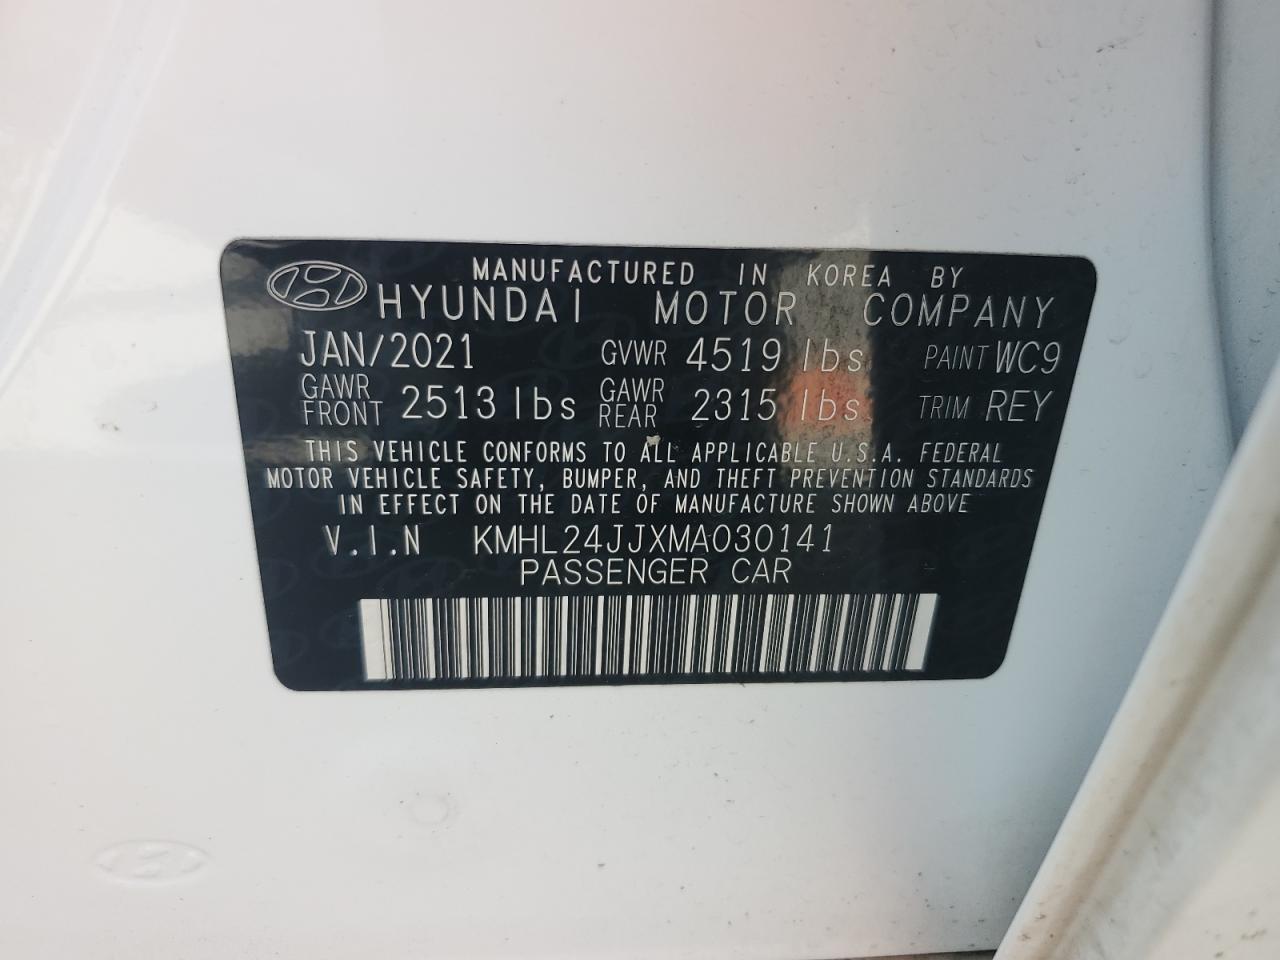 MANUFACTURED IN KOREA BY
HYUNDAI MOTOR COMPANY
JAN/2021 GVWR 4519 lbs PAINT WC9
GAWR FRONT 2513 lbs GAWR REAR 2315 lbs TRIM REY
THIS VEHICLE CONFORMS TO ALL APPLICABLE U.S.A. FEDERAL
MOTOR VEHICLE SAFETY, BUMPER, AND THEFT PREVENTION STANDARDS
IN EFFECT ON THE DATE OF MANUFACTURE SHOWN ABOVE
V.I.N KMHL24JJXMA030141
PASSENGER CAR